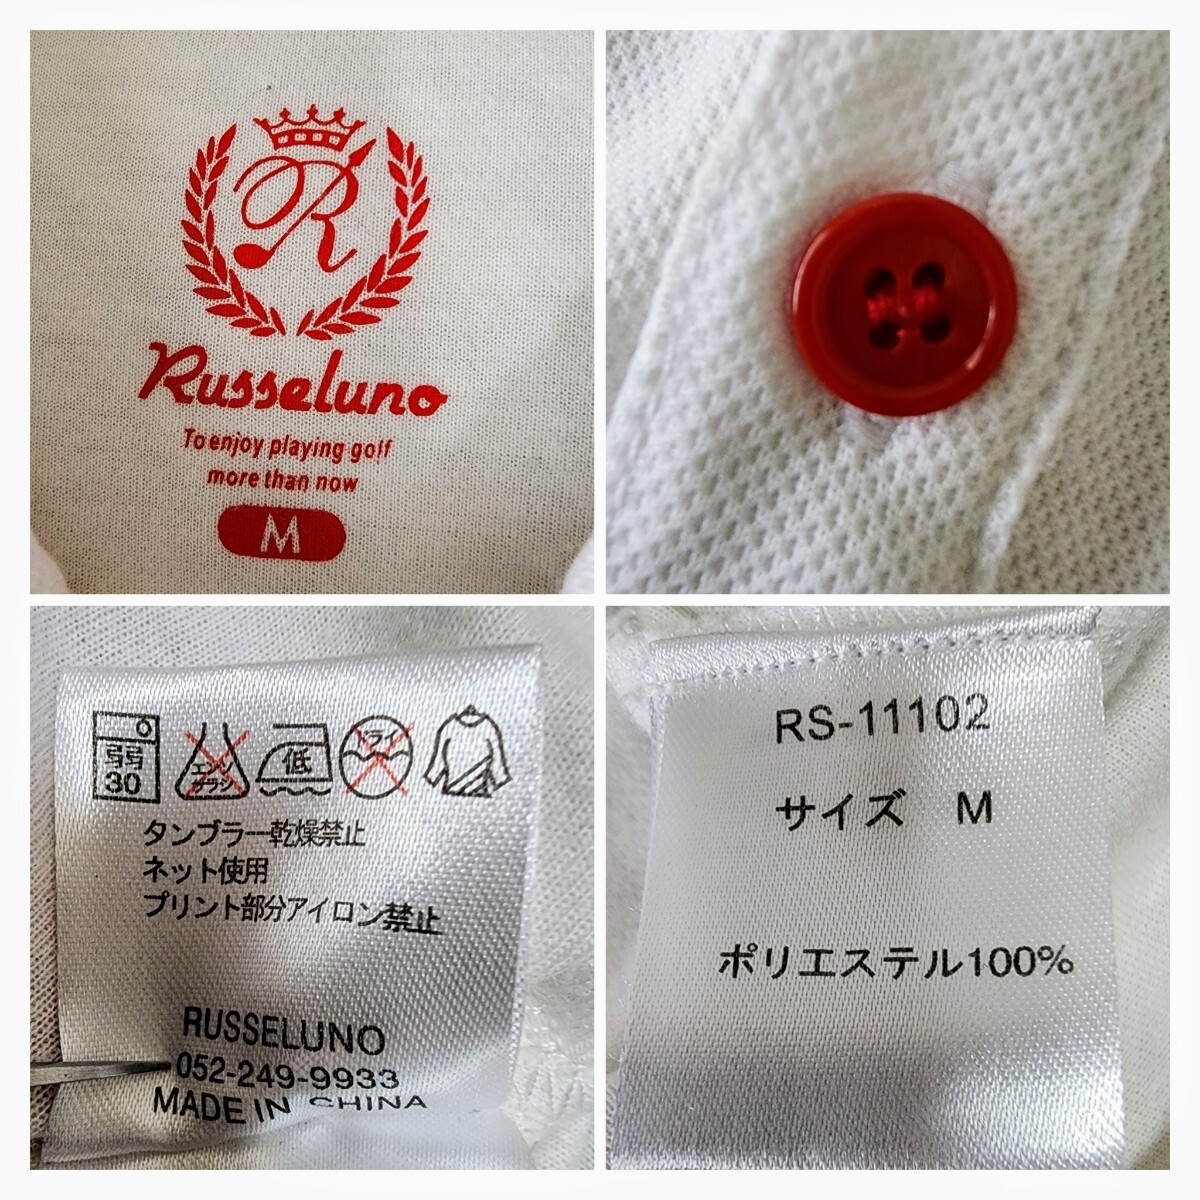 R
Russeluno
To enjoy playing golf
more than now
M
弱
30
エンソ
サラシ
低
ドライ
タンブラー乾燥禁止
ネット使用
プリント部分アイロン禁止
RUSSELUNO
052-249-9933
MADE IN CHINA
RS-11102
サイズ M
ポリエステル100%